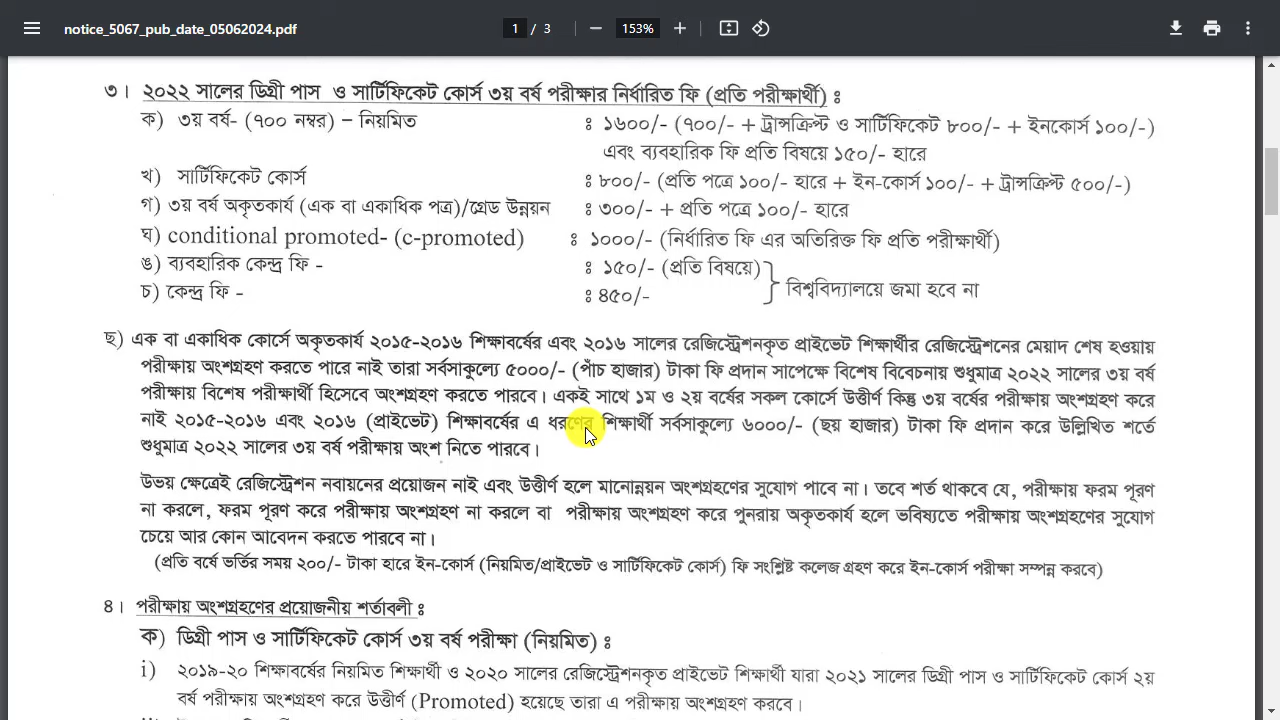 notice_5067_pub_date_05062024.pdf
1 / 3
153%
৩। ২০২২ সালের ডিগ্রী পাস ও সার্টিফিকেট কোর্স ৩য় বর্ষ পরীক্ষার নির্ধারিত ফি (প্রতি পরীক্ষার্থী) ঃ
ক) ৩য় বর্ষ- (৭০০ নম্বর) – নিয়মিত ঃ ১৬০০/- (৭০০/- + ট্রান্সক্রিপ্ট ও সার্টিফিকেট ৮০০/- + ইনকোর্স ১০০/-)
এবং ব্যবহারিক ফি প্রতি বিষয়ে ১৫০/- হারে
খ) সার্টিফিকেট কোর্স ঃ ৮০০/- (প্রতি পত্রে ১০০/- হারে + ইন-কোর্স ১০০/- + ট্রান্সক্রিপ্ট ৫০০/-)
গ) ৩য় বর্ষ অকৃতকার্য (এক বা একাধিক পত্র)/গ্রেড উন্নয়ন ঃ ৩০০/- + প্রতি পত্রে ১০০/- হারে
ঘ) conditional promoted- (c-promoted) ঃ ১০০০/- (নির্ধারিত ফি এর অতিরিক্ত ফি প্রতি পরীক্ষার্থী)
ঙ) ব্যবহারিক কেন্দ্র ফি - ঃ ১৫০/- (প্রতি বিষয়ে)
চ) কেন্দ্র ফি - ঃ ৪৫০/- } বিশ্ববিদ্যালয়ে জমা হবে না
ছ) এক বা একাধিক কোর্সে অকৃতকার্য ২০১৫-২০১৬ শিক্ষাবর্ষের এবং ২০১৬ সালের রেজিস্ট্রেশনকৃত প্রাইভেট শিক্ষার্থীর রেজিস্ট্রেশনের মেয়াদ শেষ হওয়ায়
পরীক্ষায় অংশগ্রহণ করতে পারে নাই তারা সর্বসাকুল্যে ৫০০০/- (পাঁচ হাজার) টাকা ফি প্রদান সাপেক্ষে বিশেষ বিবেচনায় শুধুমাত্র ২০২২ সালের ৩য় বর্ষ
পরীক্ষায় বিশেষ পরীক্ষার্থী হিসেবে অংশগ্রহণ করতে পারবে। একই সাথে ১ম ও ২য় বর্ষের সকল কোর্সে উত্তীর্ণ কিন্তু ৩য় বর্ষের পরীক্ষায় অংশগ্রহণ করে
নাই ২০১৫-২০১৬ এবং ২০১৬ (প্রাইভেট) শিক্ষাবর্ষের এ ধরণের শিক্ষার্থী সর্বসাকুল্যে ৬০০০/- (ছয় হাজার) টাকা ফি প্রদান করে উল্লিখিত শর্তে
শুধুমাত্র ২০২২ সালের ৩য় বর্ষ পরীক্ষায় অংশ নিতে পারবে।
উভয় ক্ষেত্রেই রেজিস্ট্রেশন নবায়নের প্রয়োজন নাই এবং উত্তীর্ণ হলে মানোন্নয়ন অংশগ্রহণের সুযোগ পাবে না। তবে শর্ত থাকবে যে, পরীক্ষায় ফরম পূরণ
না করলে, ফরম পূরণ করে পরীক্ষায় অংশগ্রহণ না করলে বা পরীক্ষায় অংশগ্রহণ করে পুনরায় অকৃতকার্য হলে ভবিষ্যতে পরীক্ষায় অংশগ্রহণের সুযোগ
চেয়ে আর কোন আবেদন করতে পারবে না।
(প্রতি বর্ষে ভর্তির সময় ২০০/- টাকা হারে ইন-কোর্স (নিয়মিত/প্রাইভেট ও সার্টিফিকেট কোর্স) ফি সংশ্লিষ্ট কলেজ গ্রহণ করে ইন-কোর্স পরীক্ষা সম্পন্ন করবে)
৪। পরীক্ষায় অংশগ্রহণের প্রয়োজনীয় শর্তাবলী ঃ
ক) ডিগ্রী পাস ও সার্টিফিকেট কোর্স ৩য় বর্ষ পরীক্ষা (নিয়মিত) ঃ
i) ২০১৯-২০ শিক্ষাবর্ষের নিয়মিত শিক্ষার্থী ও ২০২০ সালের রেজিস্ট্রেশনকৃত প্রাইভেট শিক্ষার্থী যারা ২০২১ সালের ডিগ্রী পাস ও সার্টিফিকেট কোর্স ২য়
বর্ষ পরীক্ষায় অংশগ্রহণ করে উত্তীর্ণ (Promoted) হয়েছে তারা এ পরীক্ষায় অংশগ্রহণ করবে।